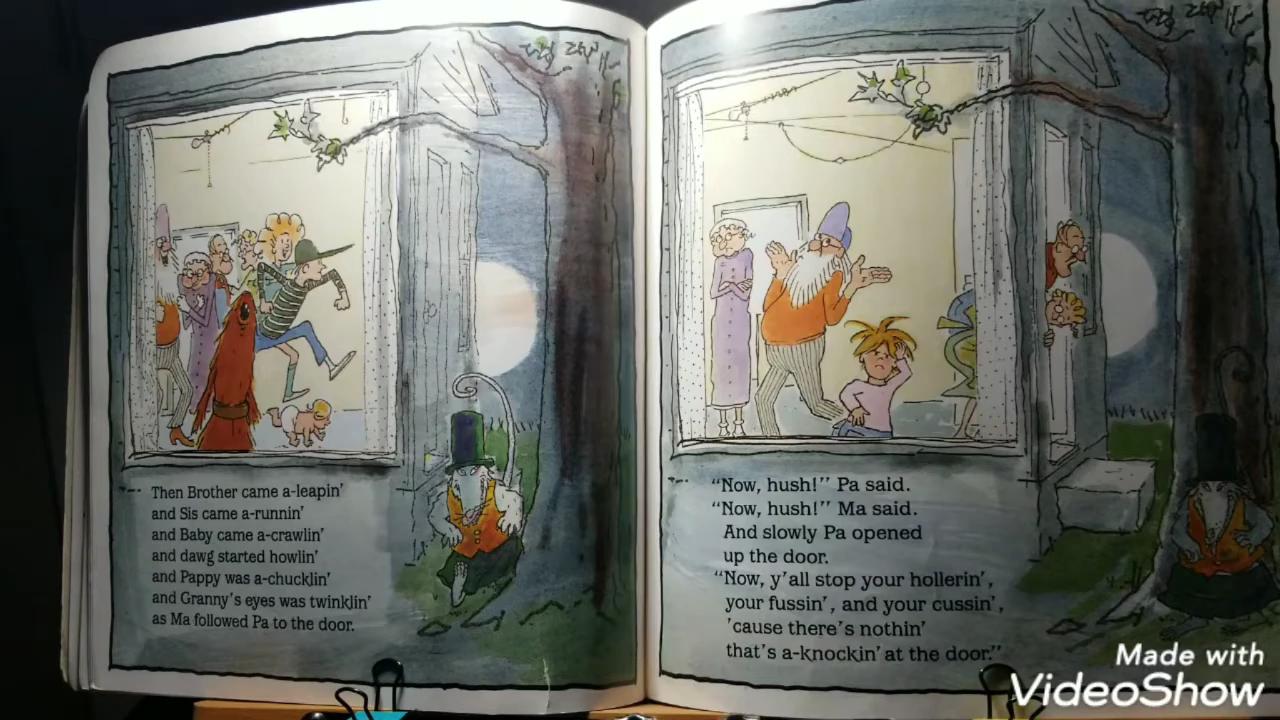 Then Brother came a-leapin'
and Sis came a-runnin'
and Baby came a-crawlin'
and dawg started howlin'
and Pappy was a-chucklin'
and Granny's eyes was twinklin'
as Ma followed Pa to the door.
"Now, hush!" Pa said.
"Now, hush!" Ma said.
And slowly Pa opened
up the door.
"Now, y'all stop your hollerin',
your fussin', and your cussin',
'cause there's nothin'
that's a-knockin' at the door."
Made with
VideoShow